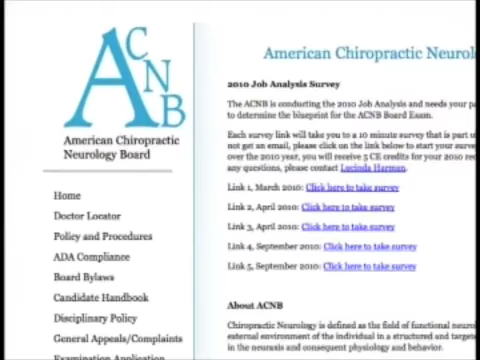 ACNB
American Chiropractic
Neurology Board
Home
Doctor Locator
Policy and Procedures
ADA Compliance
Board Bylaws
Candidate Handbook
Disciplinary Policy
General Appeals/Complaints
Examination Application
American Chiropractic Neurol
2010 Job Analysis Survey
The ACNB is conducting the 2010 Job Analysis and needs your pa
to determine the blueprint for the ACNB Board Exam.
Each survey link will take you to a 10 minute survey that is part u
not get an email, please click on the link below to start your surve
over the 2010 year, you will receive 5 CE credits for your 2010 rec
any questions, please contact Lucinda Harman.
Link 1, March 2010: Click here to take survey
Link 2, April 2010: Click here to take survey
Link 3, April 2010: Click here to take survey
Link 4, September 2010: Click here to take survey
Link 5, September 2010: Click here to take survey
About ACNB
Chiropractic Neurology is defined as the field of functional neuro
external environment of the individual in a structured and targete
in the neuraxis and consequent physiology and behavior.